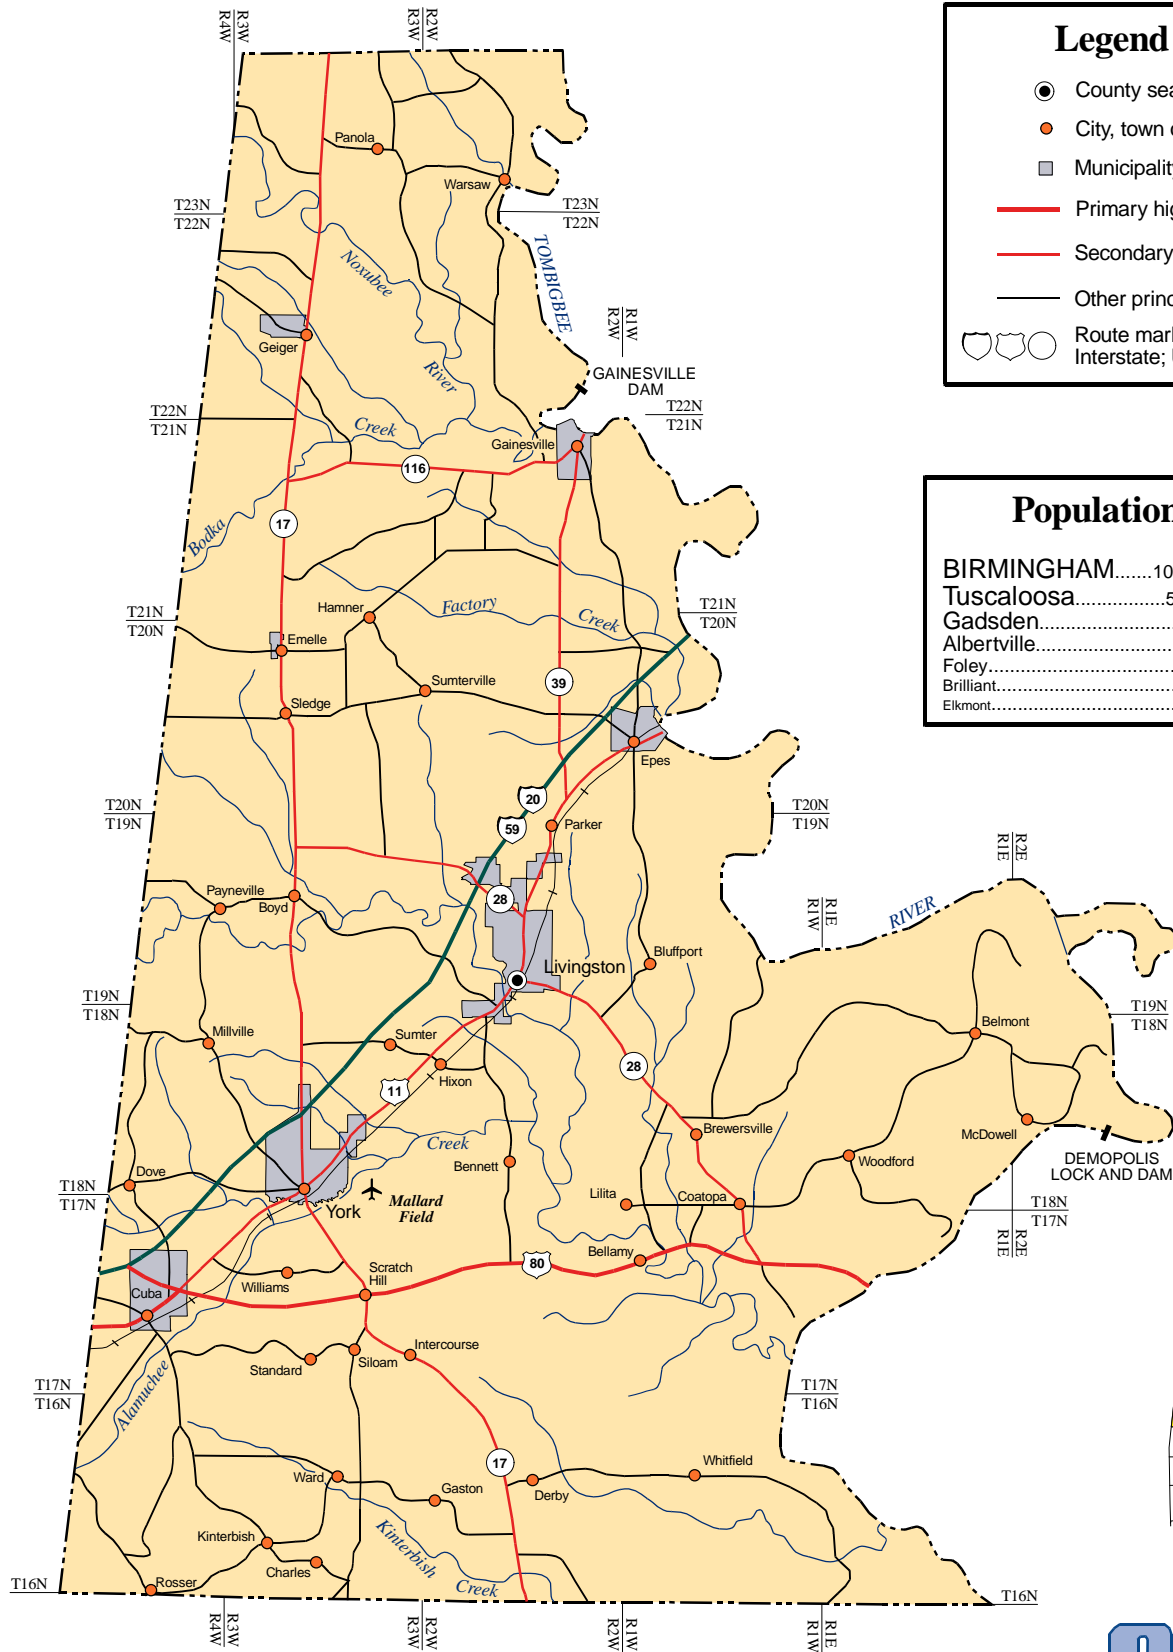 R3W
R4W
R2W
R3W
Legend
County sea
City, town o
Municipality
Primary hig
Secondary
Other princ
Route mark
Interstate; U
Panola
Warsaw
T23N
T22N
T23N
T22N
Noxubee
TOMBIGBEE
R1W
R2W
Geiger
River
GAINESVILLE
DAM
T22N
T21N
T22N
T21N
Creek
Gainesville
116
17
Bodka
Population
BIRMINGHAM.......10
Tuscaloosa..................5
Gadsden
Albertville
Foley
Brilliant
Elkmont
Hamner
Factory
Creek
T21N
T20N
T21N
T20N
Emelle
Sumterville
39
Sledge
Epes
20
59
T20N
T19N
T20N
T19N
Parker
R2E
R1E
Payneville
Boyd
28
R1E
R1W
RIVER
Bluffport
Livingston
T19N
T18N
T19N
T18N
Belmont
Millville
Sumter
Hixon
28
11
Brewersville
McDowell
Creek
DEMOPOLIS
LOCK AND DAM
Dove
Bennett
Woodford
T18N
T17N
Lilita
Coatopa
T18N
T17N
York
Mallard
Field
R2E
R1E
Bellamy
80
Scratch
Hill
Williams
Cuba
Intercourse
Standard
Siloam
Alamuchee
T17N
T16N
T17N
T16N
17
Whitfield
Ward
Gaston
Derby
Kinterbish
Kinterbish
Charles
Creek
Rosser
T16N
T16N
R3W
R4W
R2W
R3W
R1W
R2W
R1E
R1W